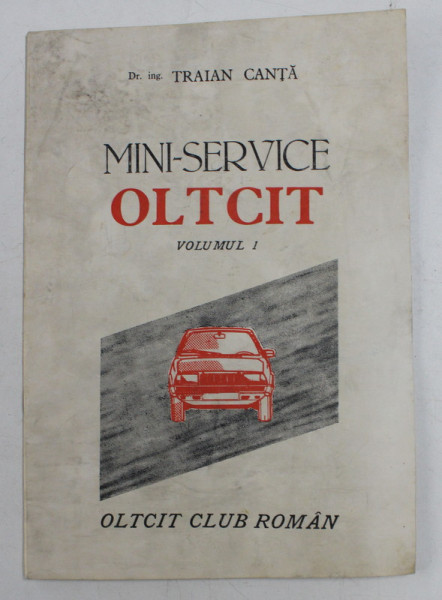 Dr. ing. TRAIAN CANȚĂ
MINI-SERVICE
OLTCIT
VOLUMUL 1
OLTCIT CLUB ROMÂN